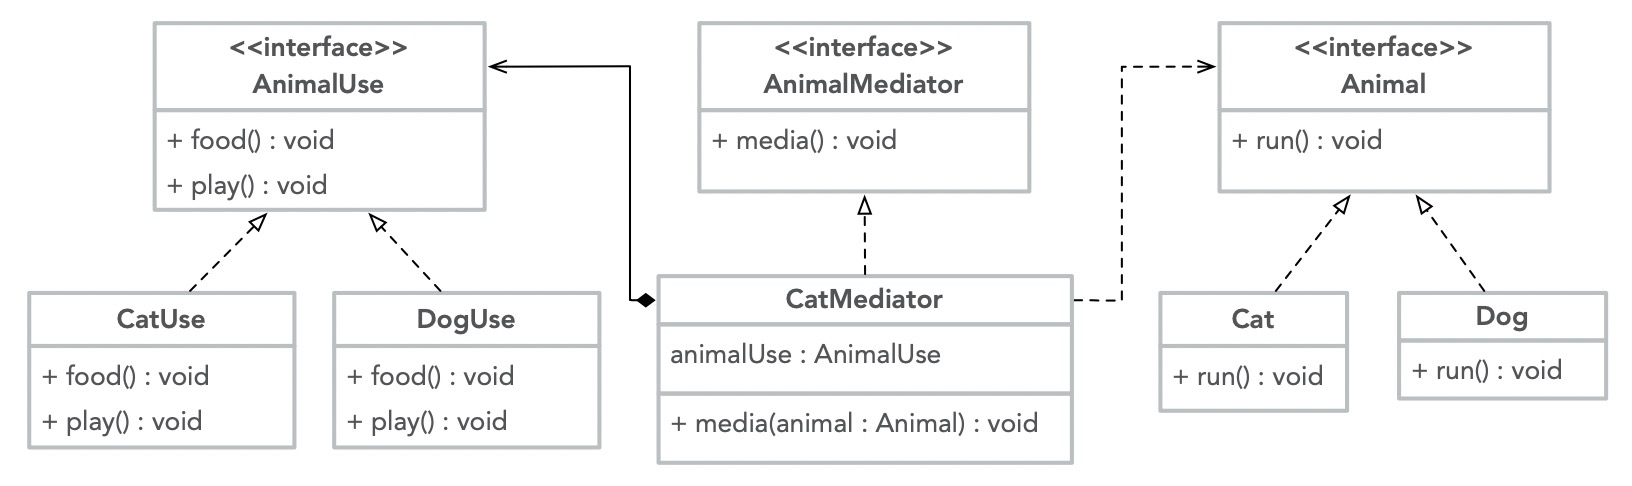 <<interface>>
AnimalUse
+ food() : void
+ play() : void
<<interface>>
AnimalMediator
+ media() : void
<<interface>>
Animal
+ run() : void
CatUse
+ food() : void
+ play() : void
DogUse
+ food() : void
+ play() : void
CatMediator
animalUse : AnimalUse
+ media(animal : Animal) : void
Cat
+ run() : void
Dog
+ run() : void